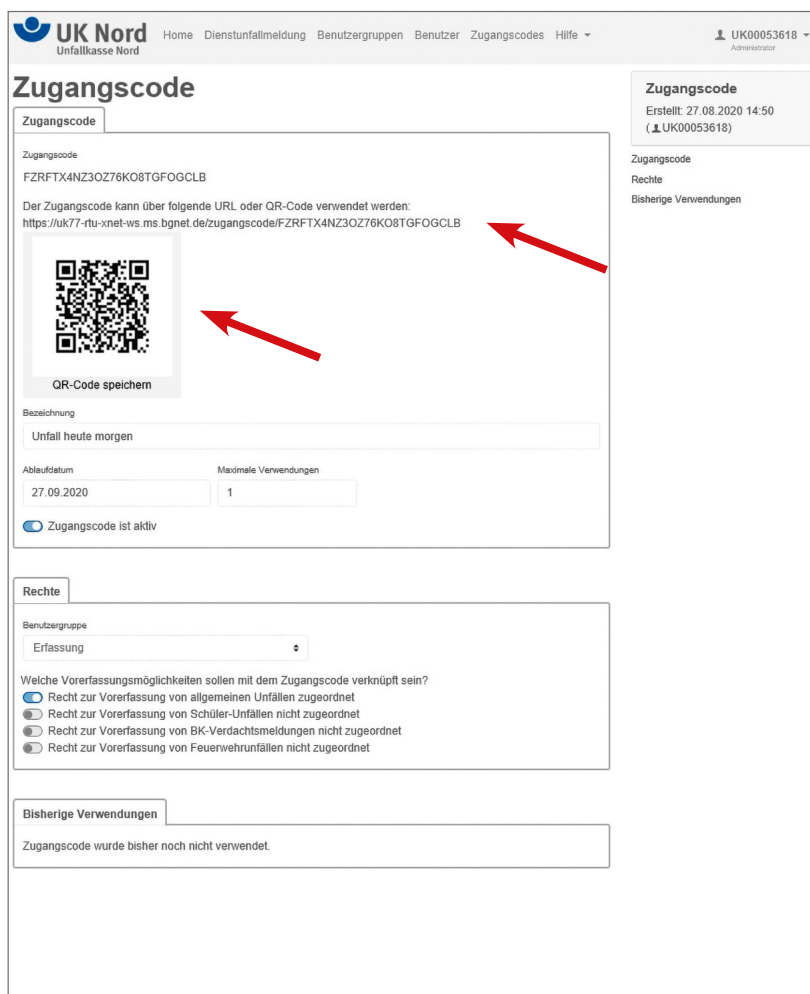 UK Nord
Unfallkasse Nord
Home Dienstunfallmeldung Benutzergruppen Benutzer Zugangscodes Hilfe
UK00053618
Administrator
Zugangscode
Zugangscode
Zugangscode
FZRFTX4NZ3OZ76KO8TGFOGCLB
Der Zugangscode kann über folgende URL oder QR-Code verwendet werden:
https://uk77-rtu-xnet-ws.ms.bgnet.de/zugangscode/FZRFTX4NZ3OZ76KO8TGFOGCLB
QR-Code speichern
Bezeichnung
Unfall heute morgen
Ablaufdatum Maximale Verwendungen
27.09.2020 1
Zugangscode ist aktiv
Rechte
Benutzergruppe
Erfassung
Welche Vorerfassungsmöglichkeiten sollen mit dem Zugangscode verknüpft sein?
Recht zur Vorerfassung von allgemeinen Unfällen zugeordnet
Recht zur Vorerfassung von Schüler-Unfällen nicht zugeordnet
Recht zur Vorerfassung von BK-Verdachtsmeldungen nicht zugeordnet
Recht zur Vorerfassung von Feuerwehrunfällen nicht zugeordnet
Bisherige Verwendungen
Zugangscode wurde bisher noch nicht verwendet.
Zugangscode
Erstellt: 27.08.2020 14:50
(UK00053618)
Zugangscode
Rechte
Bisherige Verwendungen